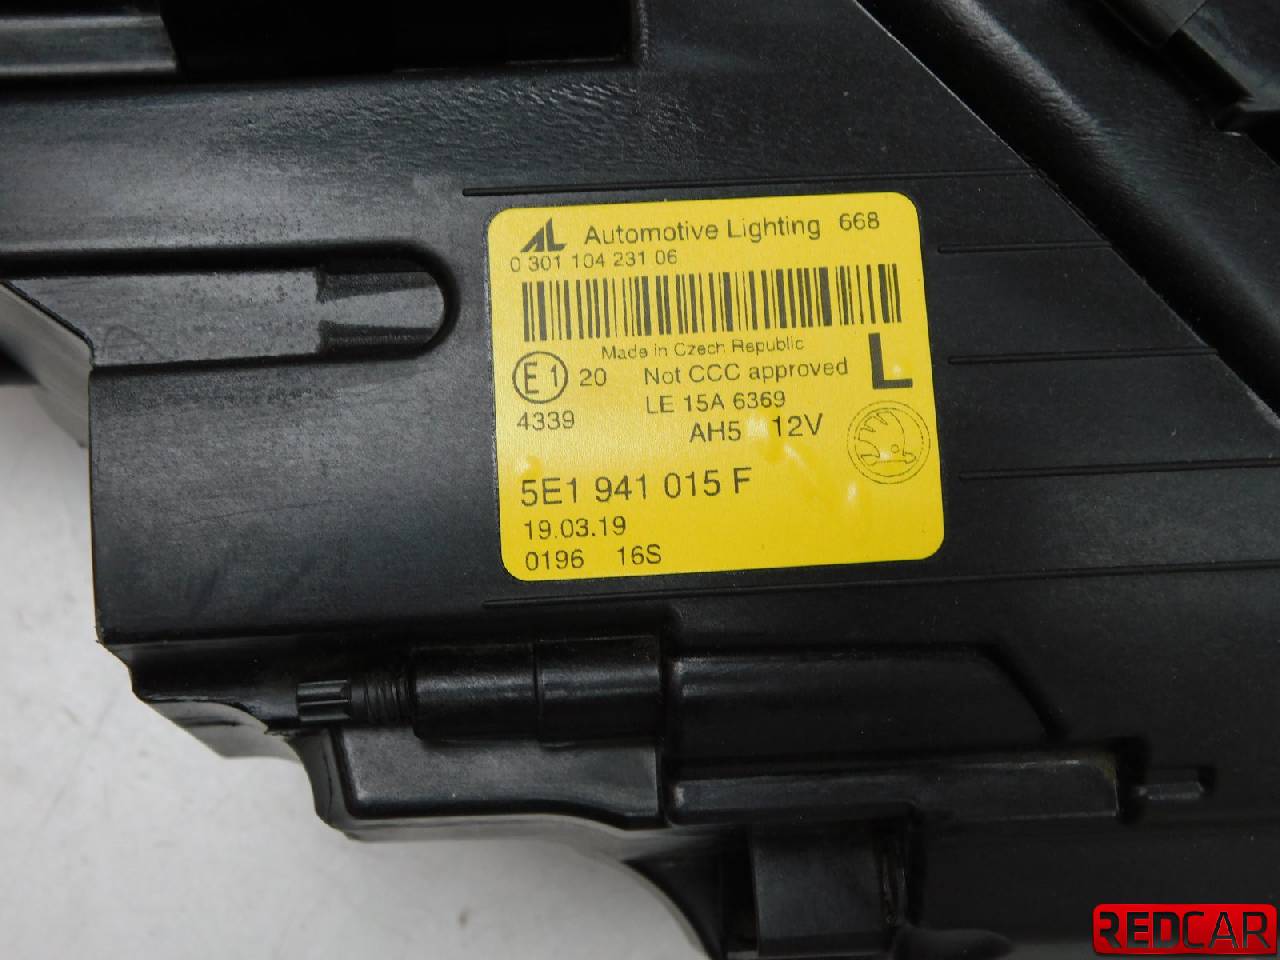 AL Automotive Lighting 668
0 301 104 231 06
Made in Czech Republic
L
E1 20 Not CCC approved
4339 LE 15A 6369
AH5 12V
5E1 941 015 F
19.03.19
0196 16S
REDCAR